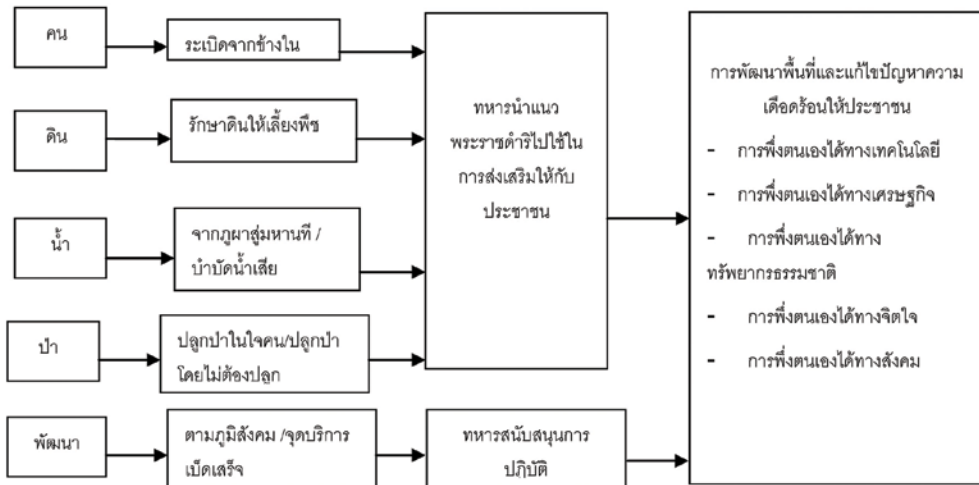 คน
ระเบิดจากข้างใน
ดิน
รักษาดินให้เลี้ยงพืช
น้ำ
จากภูผาสู่มหานที /
บำบัดน้ำเสีย
ป่า
ปลูกป่าในใจคน/ปลูกป่า
โดยไม่ต้องปลูก
พัฒนา
ตามภูมิสังคม /จุดบริการ
เบ็ดเสร็จ
ทหารนำแนว
พระราชดำริไปใช้ใน
การส่งเสริมให้กับ
ประชาชน
ทหารสนับสนุนการ
ปฏิบัติ
การพัฒนาพื้นที่และแก้ไขปัญหาความ
เดือดร้อนให้ประชาชน
- การพึ่งตนเองได้ทางเทคโนโลยี
- การพึ่งตนเองได้ทางเศรษฐกิจ
- การพึ่งตนเองได้ทาง
ทรัพยากรธรรมชาติ
- การพึ่งตนเองได้ทางจิตใจ
- การพึ่งตนเองได้ทางสังคม